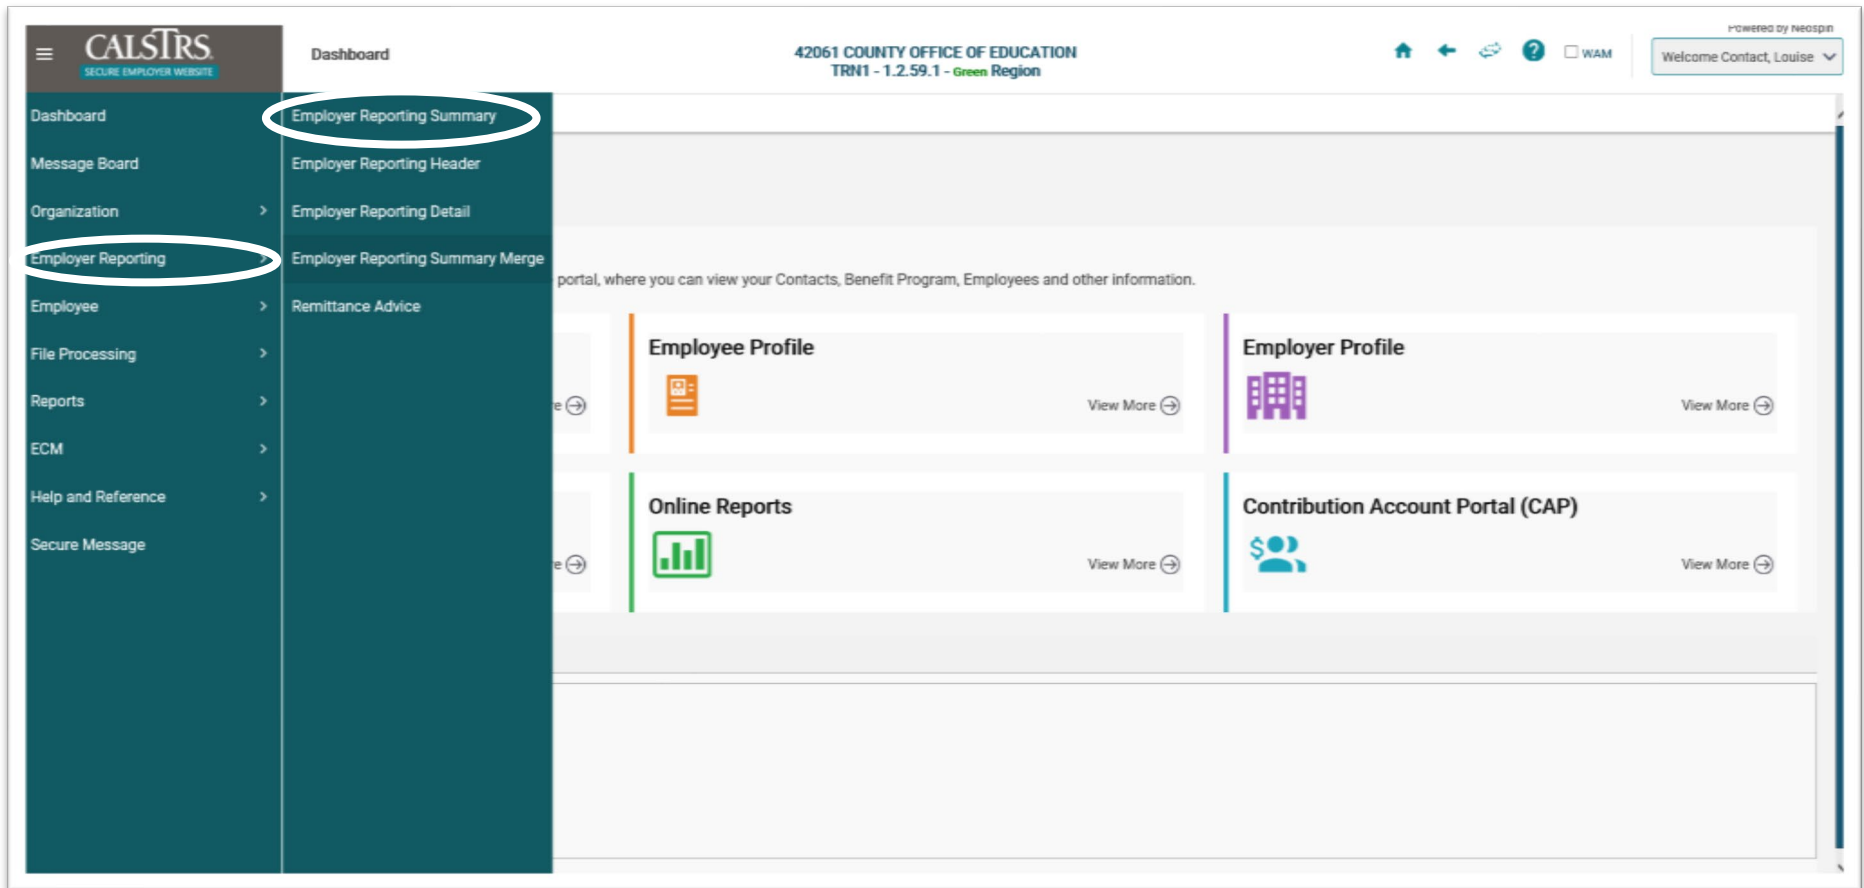 Powered by Neospin
CALSTRS
SECURE EMPLOYER WEBSITE
Dashboard
42061 COUNTY OFFICE OF EDUCATION
TRN1 - 1.2.59.1 - Green Region
WAM
Welcome Contact, Louise
Dashboard
Message Board
Organization
Employer Reporting
Employee
File Processing
Reports
ECM
Help and Reference
Secure Message
Employer Reporting Summary
Employer Reporting Header
Employer Reporting Detail
Employer Reporting Summary Merge
Remittance Advice
portal, where you can view your Contacts, Benefit Program, Employees and other information.
e
Employee Profile
View More
Employer Profile
View More
e
Online Reports
View More
Contribution Account Portal (CAP)
View More